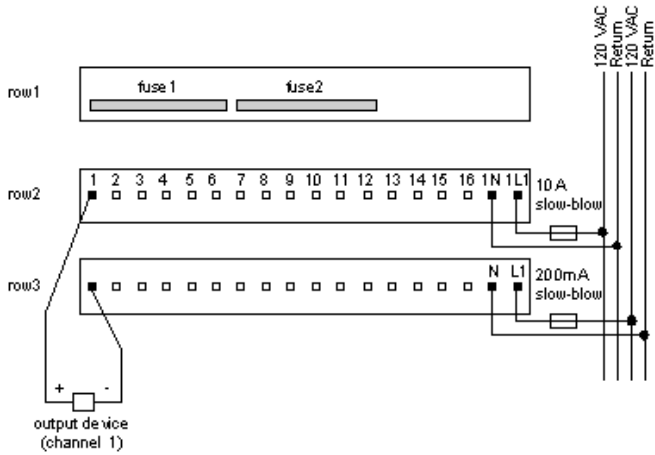 120 VAC
Return
120 VAC
Return
row1
fuse1 fuse2
row2
1 2 3 4 5 6 7 8 9 10 11 12 13 14 15 16 1N 1L1
10 A
slow-blow
row3
N L1
200mA
slow-blow
+ -
output device
(channel 1)